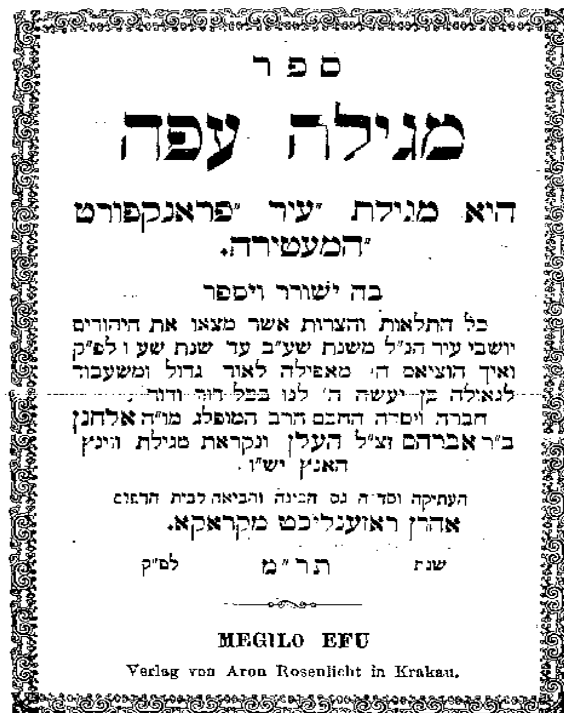 ספר
מגילה עפה
היא מגילת ״עיר ״פראנקפורט
״המעטירה.
בה ישורר ויספר
כל התלאות והצרות אשר מצאו את היהודים
יושבי עיר הנ״ל משנת שע״ב עד שנת שע״ו לפ״ק
ואיך הוציאם ה׳ מאפילה לאור גדול ומשעבוד
לגאולה כן יעשה ה׳ לנו בכל דור ודור
חברה ויסדה החכם הרב המופלג מו״ה אלחנן
ב״ר אברהם זצ״ל העלן ונקראת מגילת ווינץ
האנץ יש״ו
העתיקה וסדרה גם הכינה והביאה לבית הדפוס
אהרן ראזענליכט מקראקא.
שנת תר״מ לפ״ק
MEGILO EFU
Verlag von Aron Rosenlicht in Krakau.